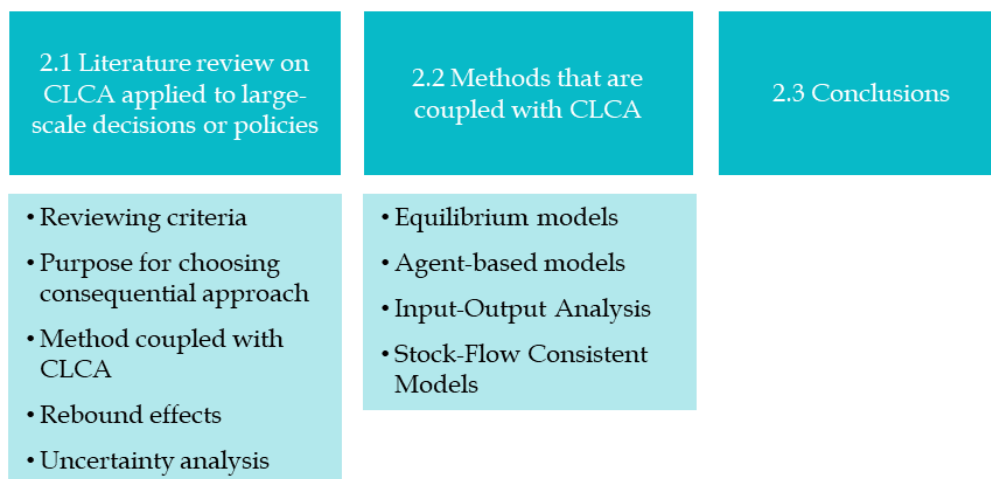 2.1 Literature review on
CLCA applied to large-
scale decisions or policies
• Reviewing criteria
• Purpose for choosing
consequential approach
• Method coupled with
CLCA
• Rebound effects
• Uncertainty analysis
2.2 Methods that are
coupled with CLCA
• Equilibrium models
• Agent-based models
• Input-Output Analysis
• Stock-Flow Consistent
Models
2.3 Conclusions